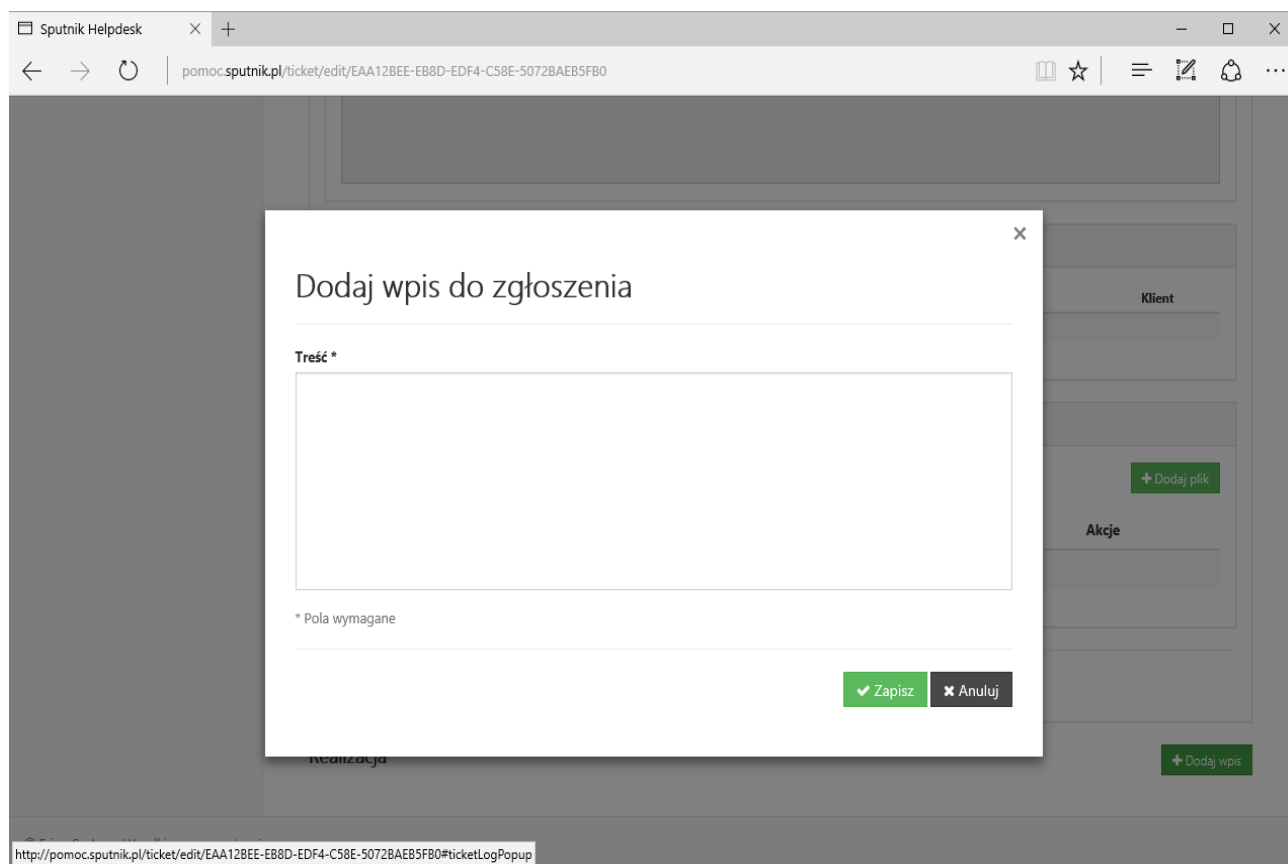 Sputnik Helpdesk
pomoc.sputnik.pl/ticket/edit/EAA12BEE-EB8D-EDF4-C58E-5072BAEB5FB0
Dodaj wpis do zgłoszenia
Klient
Treść *
+ Dodaj plik
Akcje
* Pola wymagane
Zapisz
Anuluj
Realizacja
+ Dodaj wpis
http://pomoc.sputnik.pl/ticket/edit/EAA12BEE-EB8D-EDF4-C58E-5072BAEB5FB0#ticketLogPopup